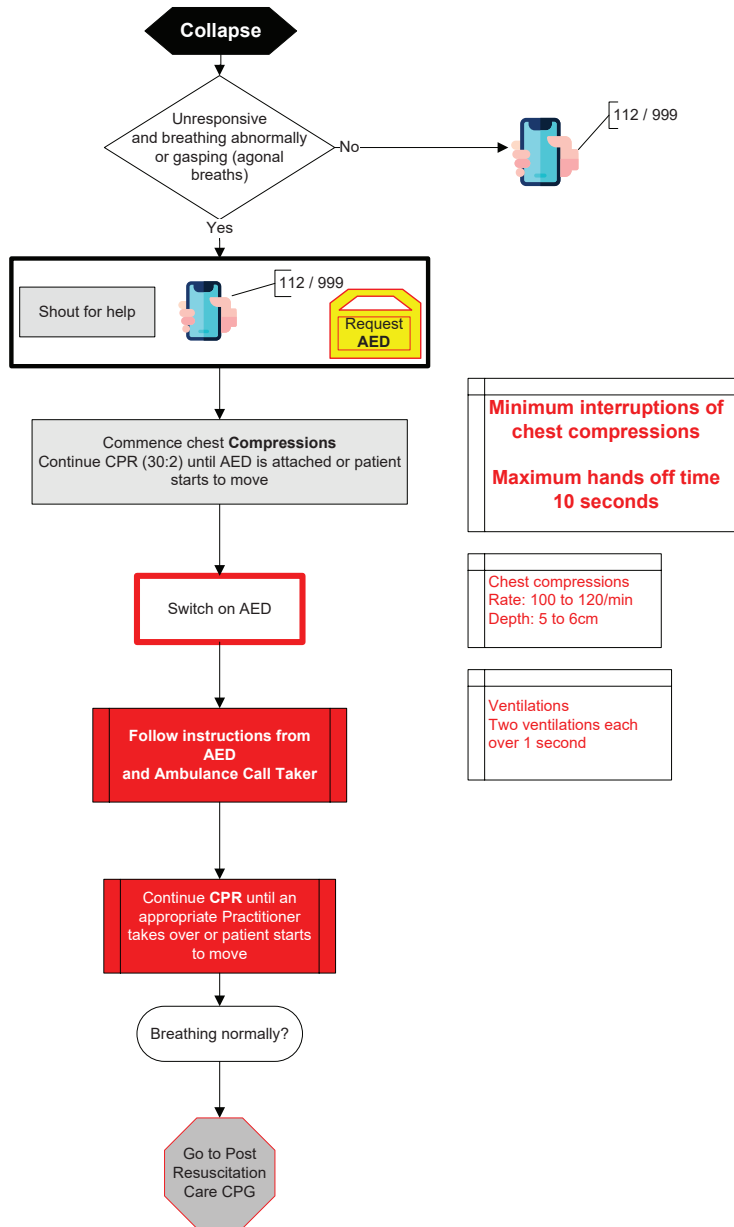 Collapse
Unresponsive
and breathing abnormally
or gasping (agonal
breaths)
No
112 / 999
Yes
Shout for help
112 / 999
Request
AED
Commence chest Compressions
Continue CPR (30:2) until AED is attached or patient
starts to move
Minimum interruptions of
chest compressions
Maximum hands off time
10 seconds
Switch on AED
Chest compressions
Rate: 100 to 120/min
Depth: 5 to 6cm
Follow instructions from
AED
and Ambulance Call Taker
Ventilations
Two ventilations each
over 1 second
Continue CPR until an
appropriate Practitioner
takes over or patient starts
to move
Breathing normally?
Go to Post
Resuscitation
Care CPG